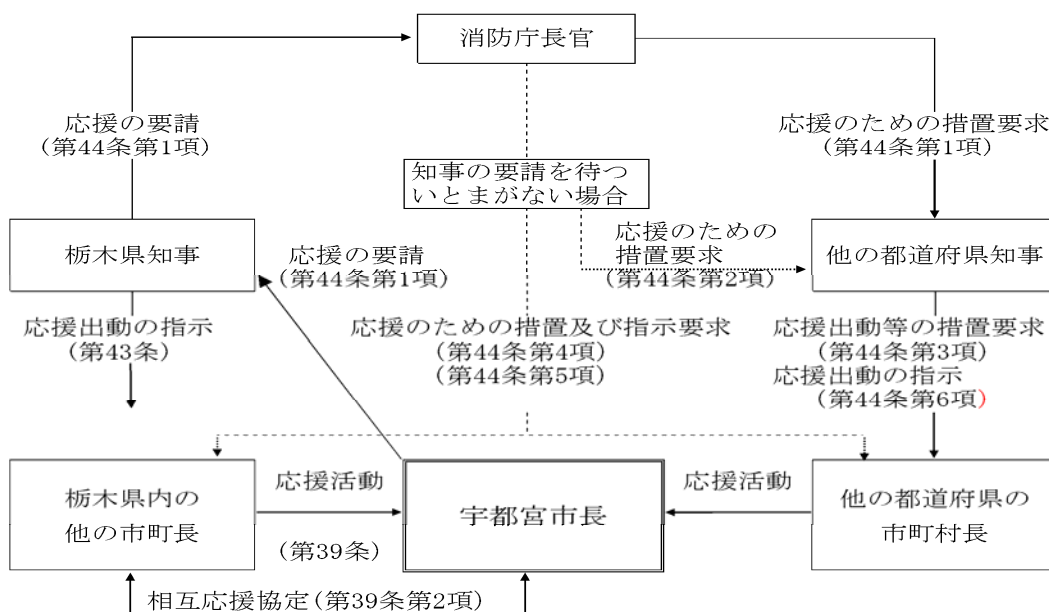 消防庁長官
応援の要請
(第44条第1項)
応援のための措置要求
(第44条第1項)
知事の要請を待つ
いとまがない場合
栃木県知事
応援の要請
(第44条第1項)
応援のための
措置要求
(第44条第2項)
他の都道府県知事
応援出動の指示
(第43条)
応援のための措置及び指示要求
(第44条第4項)
(第44条第5項)
応援出動等の措置要求
(第44条第3項)
応援出動の指示
(第44条第6項)
栃木県内の
他の市町長
応援活動
(第39条)
宇都宮市長
応援活動
他の都道府県の
市町村長
相互応援協定(第39条第2項)